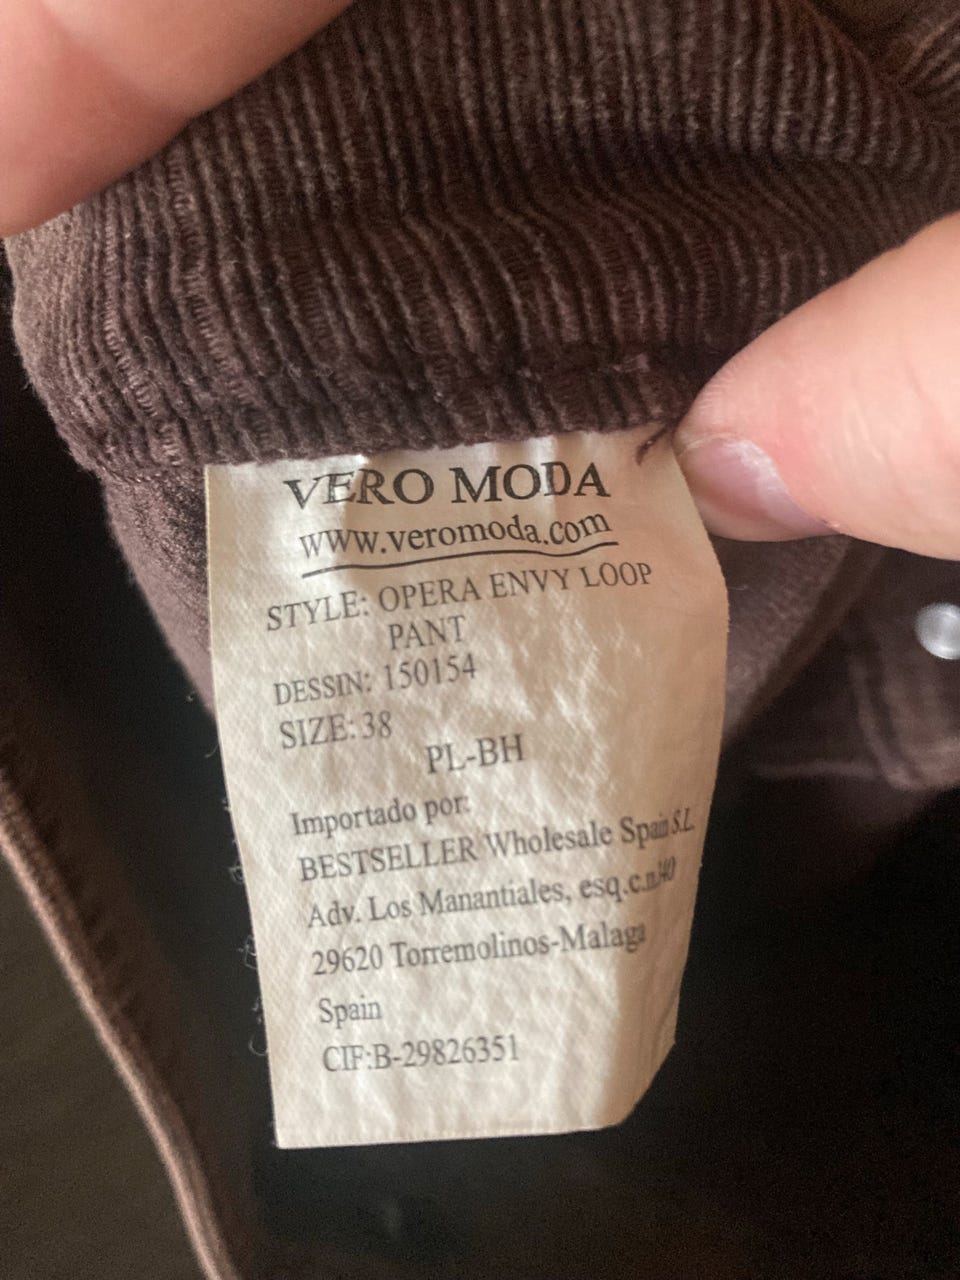 VERO MODA
www.veromoda.com
STYLE: OPERA ENVY LOOP
PANT
DESSIN: 150154
SIZE: 38
PL-BH
Importado por:
BESTSELLER Wholesale Spain S.L
Adv. Los Manantiales, esq.c.n.
29620 Torremolinos-Malaga
Spain
CIF:B-29826351